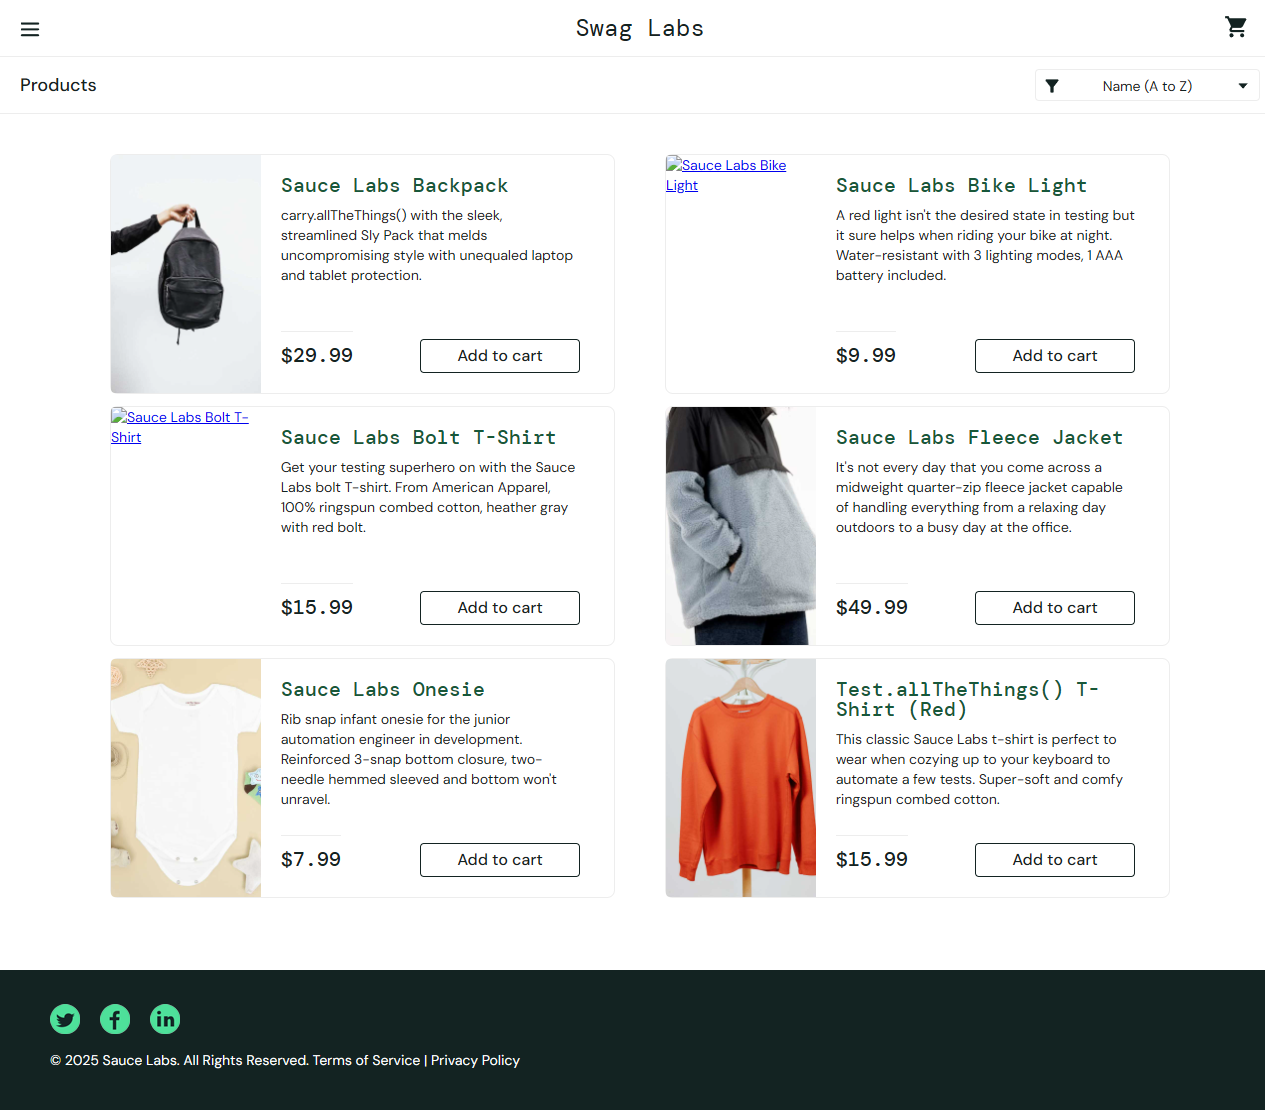 Swag Labs
Products
Name (A to Z)
Sauce Labs Backpack
carry.allTheThings() with the sleek,
streamlined Sly Pack that melds
uncompromising style with unequaled laptop
and tablet protection.
$29.99
Add to cart
Sauce Labs Bike
Light
Sauce Labs Bike Light
A red light isn't the desired state in testing but
it sure helps when riding your bike at night.
Water-resistant with 3 lighting modes, 1 AAA
battery included.
$9.99
Add to cart
Sauce Labs Bolt T-
Shirt
Sauce Labs Bolt T-Shirt
Get your testing superhero on with the Sauce
Labs bolt T-shirt. From American Apparel,
100% ringspun combed cotton, heather gray
with red bolt.
$15.99
Add to cart
Sauce Labs Fleece Jacket
It's not every day that you come across a
midweight quarter-zip fleece jacket capable
of handling everything from a relaxing day
outdoors to a busy day at the office.
$49.99
Add to cart
Sauce Labs Onesie
Rib snap infant onesie for the junior
automation engineer in development.
Reinforced 3-snap bottom closure, two-
needle hemmed sleeved and bottom won't
unravel.
$7.99
Add to cart
Test.allTheThings() T-
Shirt (Red)
This classic Sauce Labs t-shirt is perfect to
wear when cozying up to your keyboard to
automate a few tests. Super-soft and comfy
ringspun combed cotton.
$15.99
Add to cart
© 2025 Sauce Labs. All Rights Reserved. Terms of Service | Privacy Policy